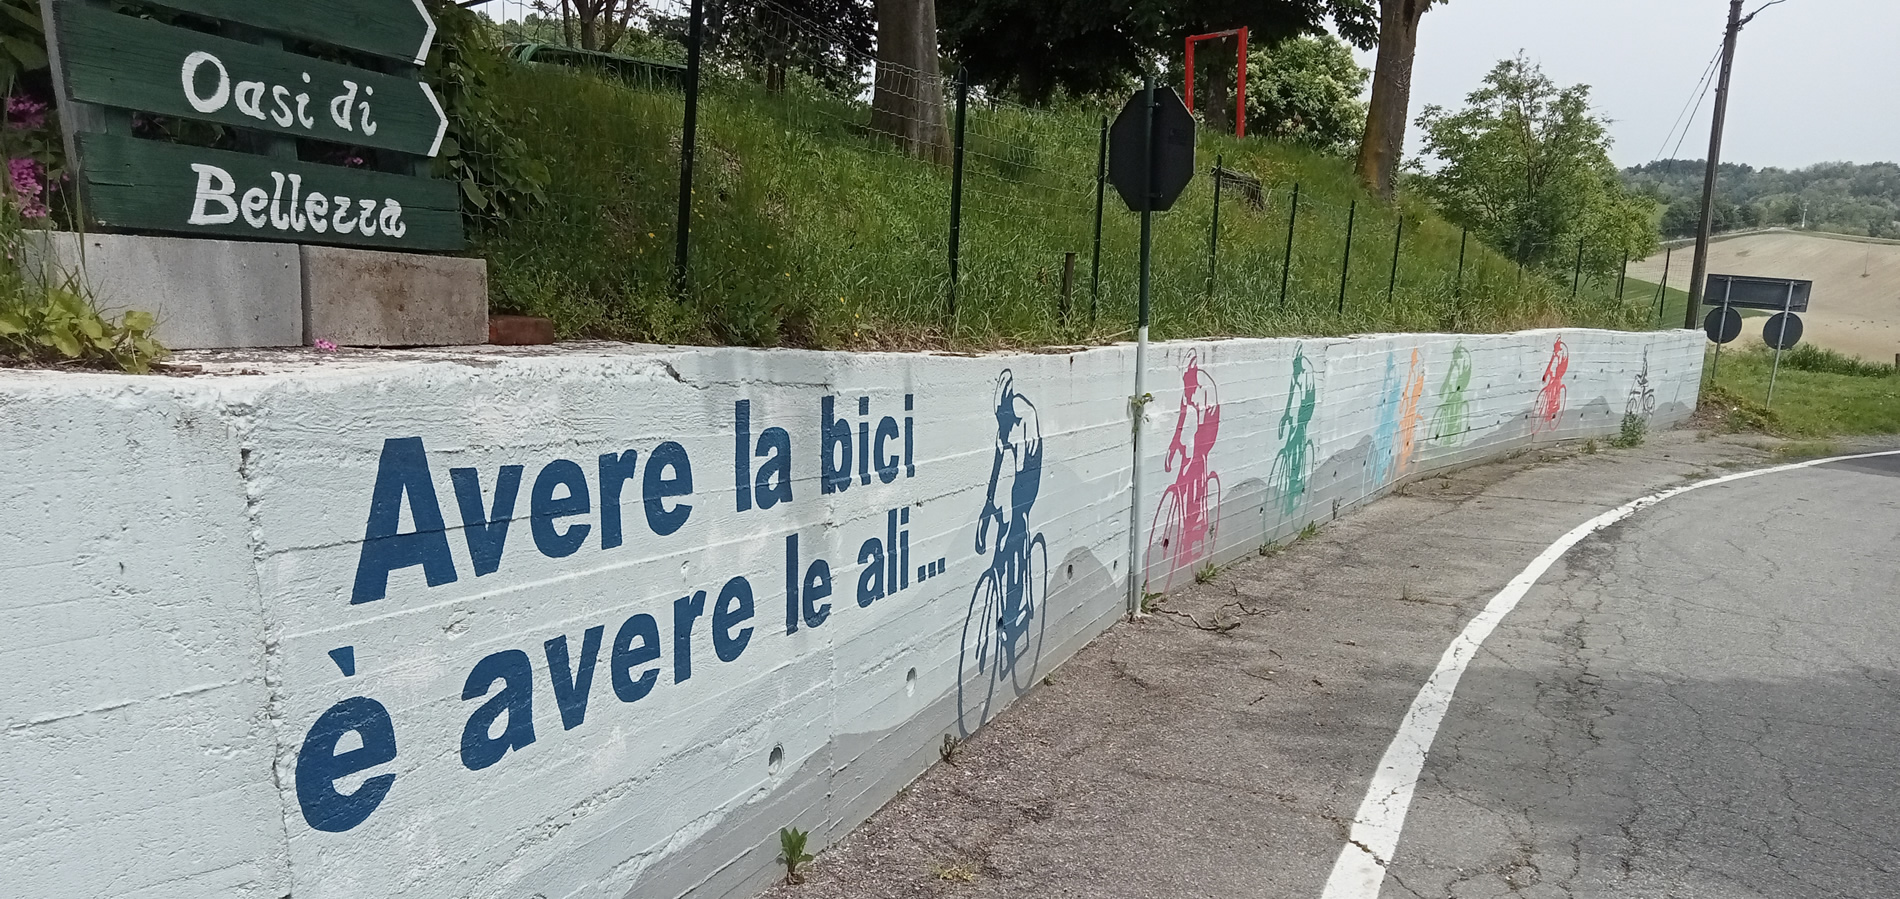 Oasi di
Bellezza
Avere la bici
è avere le ali...